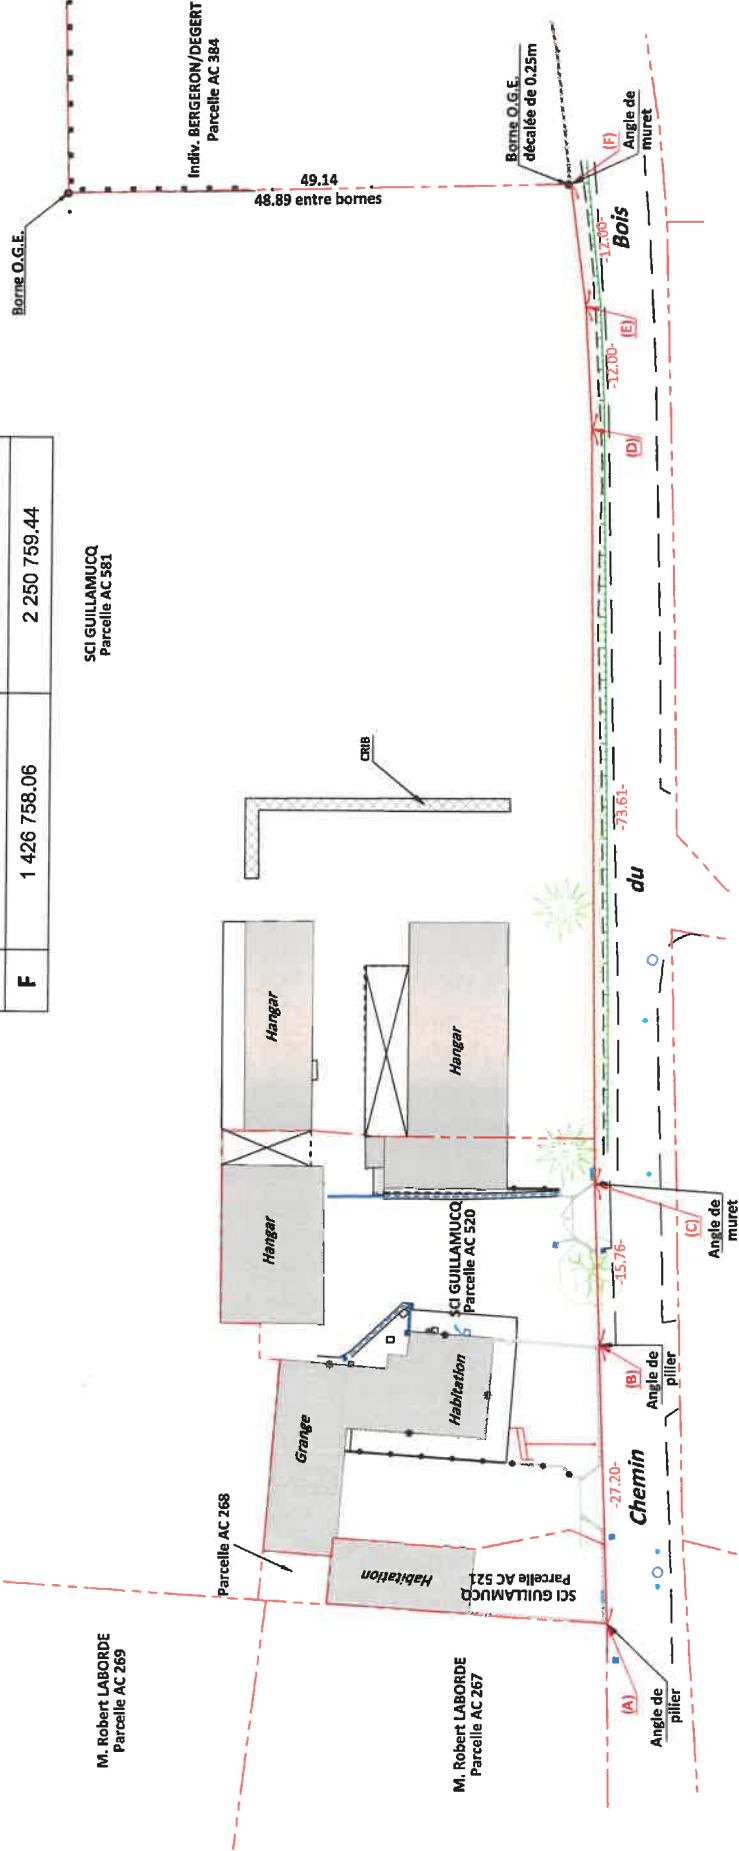 F 1 426 758.06 2 250 759.44
Borne O.G.E.
Indiv. BERGERON/DEGERT
Parcelle AC 384
49.14
48.89 entre bornes
Borne O.G.E.
décalée de 0.25m
(F)
Angle de
muret
-12.00-
Bois
(E)
-12.00-
(D)
SCI GUILLAMUCQ
Parcelle AC 581
CRIB
-73.61-
du
Hangar
Hangar
Hangar
SCI GUILLAMUCQ
Parcelle AC 520
(C)
Angle de
muret
-15.76-
(B)
Angle de
pilier
Grange
Habitation
Chemin
-27.20-
Parcelle AC 268
Habitation
SCI GUILLAMUCQ
Parcelle AC 521
M. Robert LABORDE
Parcelle AC 269
M. Robert LABORDE
Parcelle AC 267
(A)
Angle de
pilier